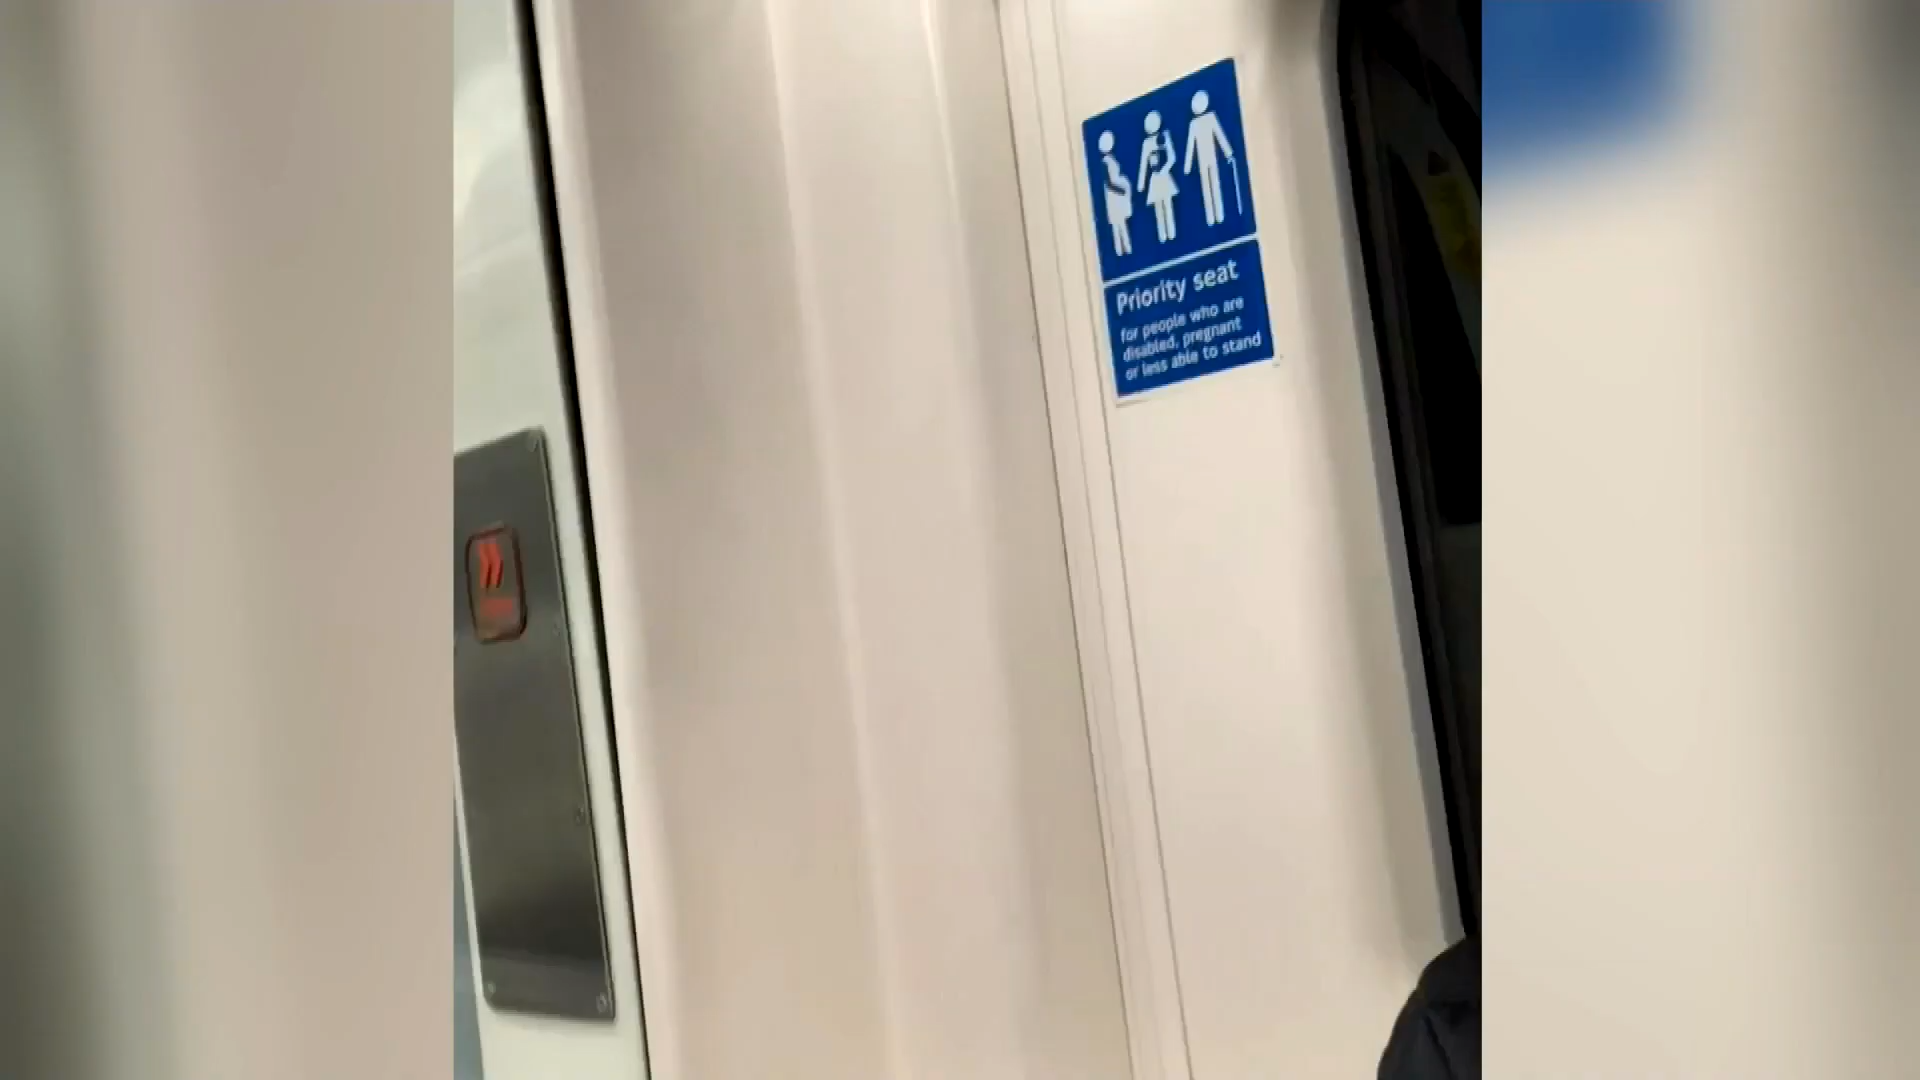 Priority seat
for people who are
disabled, pregnant
or less able to stand